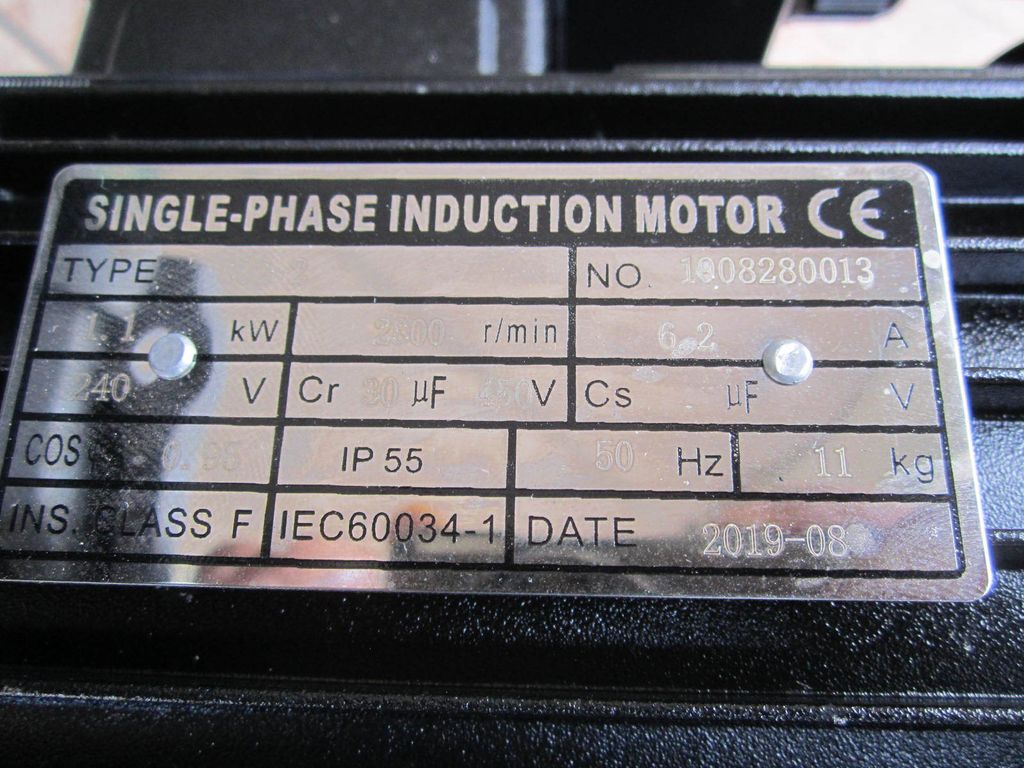 SINGLE-PHASE INDUCTION MOTOR CE
TYPE NO. 1908280013
1.1 kW 2800 r/min 6.2 A
240 V Cr 30 μF 450 V Cs μF V
COS 0.95 IP 55 50 Hz 11 kg
INS. CLASS F IEC60034-1 DATE 2019-08